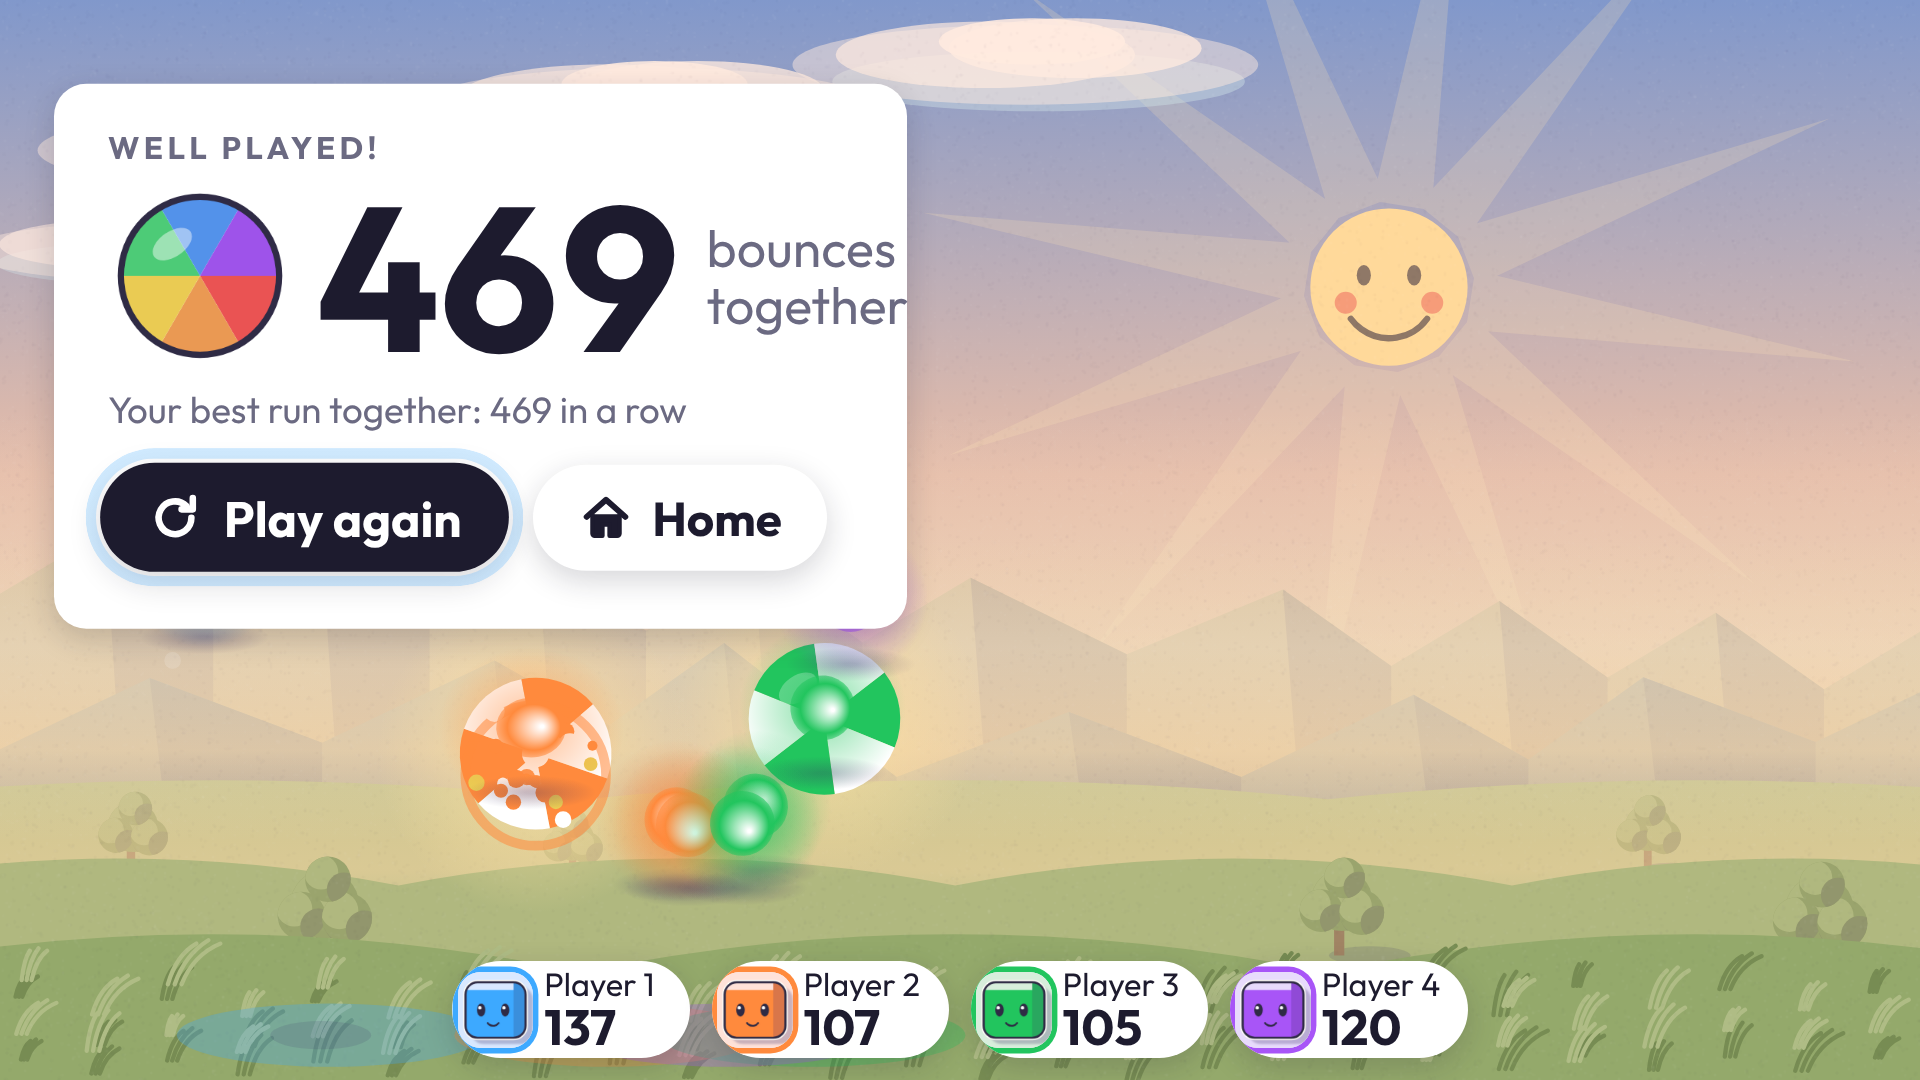 WELL PLAYED!
469
bounces
together
Your best run together: 469 in a row
Play again
Home
Player 1
137
Player 2
107
Player 3
105
Player 4
120